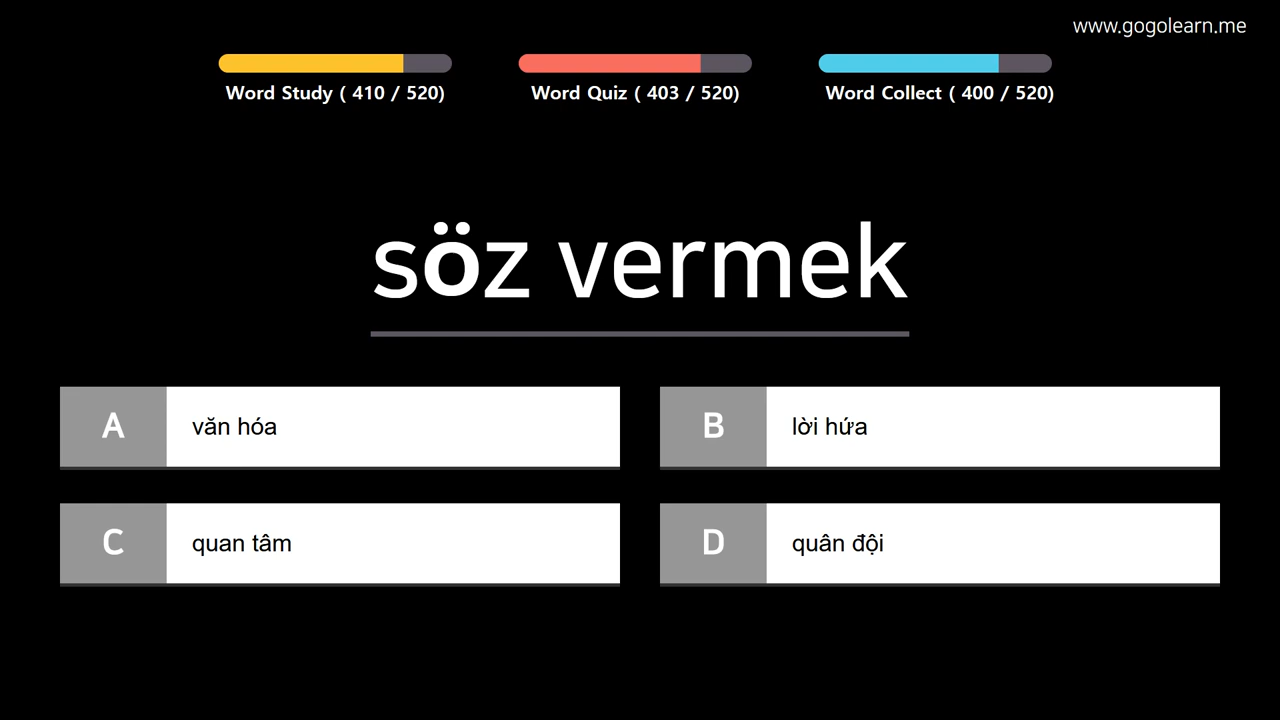 www.gogolearn.me
Word Study ( 410 / 520)
Word Quiz ( 403 / 520)
Word Collect ( 400 / 520)
söz vermek
A
văn hóa
B
lời hứa
C
quan tâm
D
quân đội